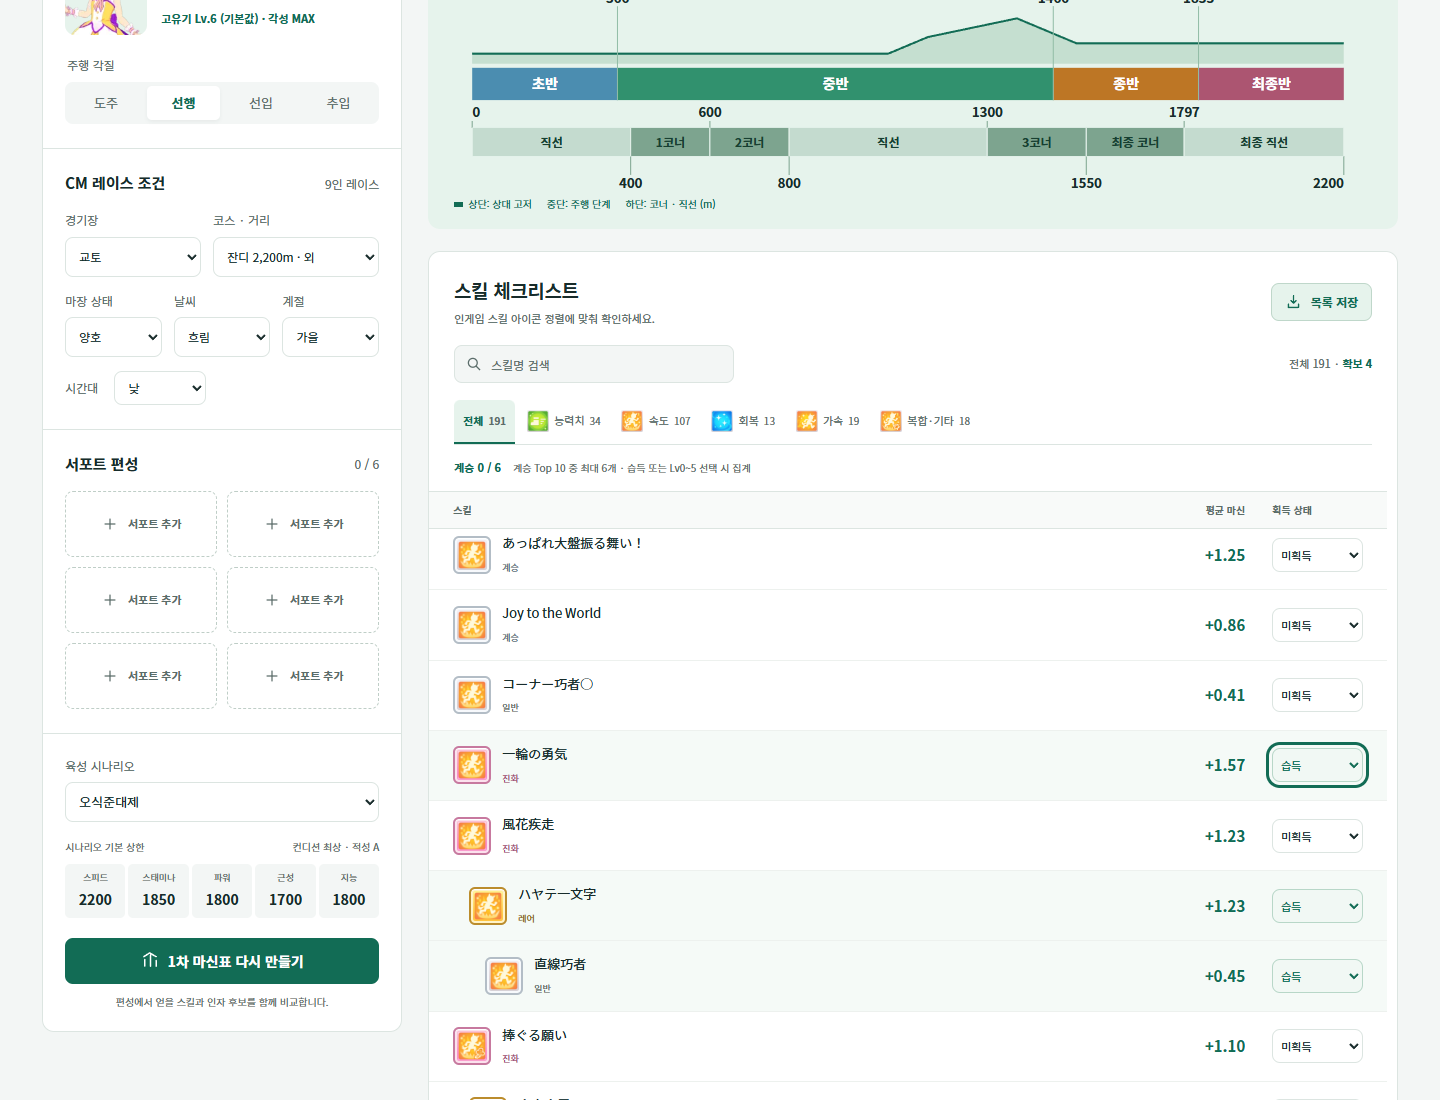 고유기 Lv.6 (기본값) · 각성 MAX
주행 각질
도주 선행 선입 추입
CM 레이스 조건 9인 레이스
경기장 코스 · 거리
교토 잔디 2,200m · 외
마장 상태 날씨 계절
양호 흐림 가을
시간대 낮
서포트 편성 0 / 6
서포트 추가 서포트 추가
서포트 추가 서포트 추가
서포트 추가 서포트 추가
육성 시나리오
오식준대제
시나리오 기본 상한 컨디션 최상 · 적성 A
스피드 스태미나 파워 근성 지능
2200 1850 1800 1700 1800
1차 마신표 다시 만들기
편성에서 얻을 스킬과 인자 후보를 함께 비교합니다.
초반 중반 종반 최종반
0 600 1300 1797
직선 1코너 2코너 직선 3코너 최종 코너 최종 직선
400 800 1550 2200
상단: 상대 고저 중단: 주행 단계 하단: 코너 · 직선 (m)
스킬 체크리스트
목록 저장
인게임 스킬 아이콘 정렬에 맞춰 확인하세요.
스킬명 검색
전체 191 · 확보 4
전체 191 능력치 34 속도 107 회복 13 가속 19 복합·기타 18
계승 0 / 6 계승 Top 10 중 최대 6개 · 습득 또는 Lv0~5 선택 시 집계
스킬 평균 마신 획득 상태
あっぱれ大盤振る舞い！
계승
+1.25 미획득
Joy to the World
계승
+0.86 미획득
コーナー巧者○
일반
+0.41 미획득
一輪の勇気
진화
+1.57 습득
風花疾走
진화
+1.23 미획득
ハヤテ一文字
레어
+1.23 습득
直線巧者
일반
+0.45 습득
捧ぐる願い
진화
+1.10 미획득